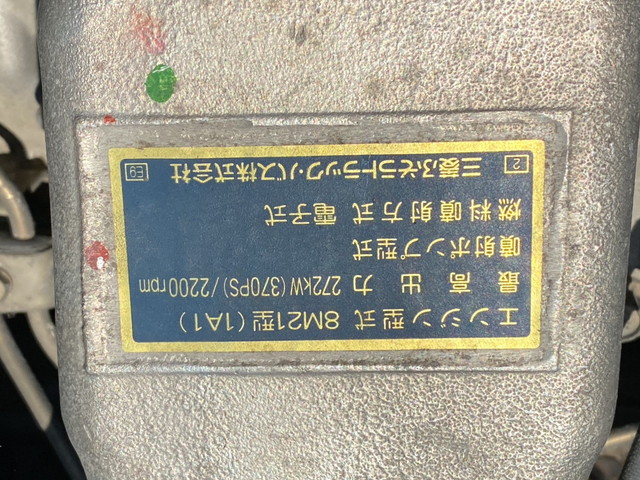 エンジン型式 8M21型(1A1)
最高出力 272kW(370PS)/2200rpm
噴射ポンプ型式
燃料噴射方式 電子式
2 三菱ふそうトラック・バス株式会社 E9